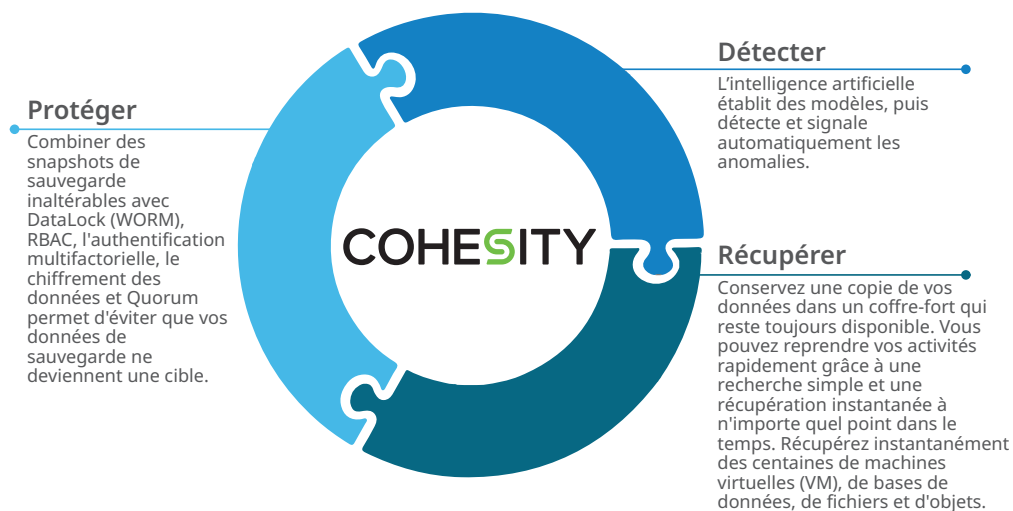 Protéger
Combiner des
snapshots de
sauvegarde
inaltérables avec
DataLock (WORM),
RBAC, l'authentification
multifactorielle, le
chiffrement des
données et Quorum
permet d'éviter que vos
données de
sauvegarde ne
deviennent une cible.
COHESITY
Détecter
L’intelligence artificielle
établit des modèles, puis
détecte et signale
automatiquement les
anomalies.
Récupérer
Conservez une copie de vos
données dans un coffre-fort qui
reste toujours disponible. Vous
pouvez reprendre vos activités
rapidement grâce à une
recherche simple et une
récupération instantanée à
n'importe quel point dans le
temps. Récupérez instantanément
des centaines de machines
virtuelles (VM), de bases de
données, de fichiers et d'objets.